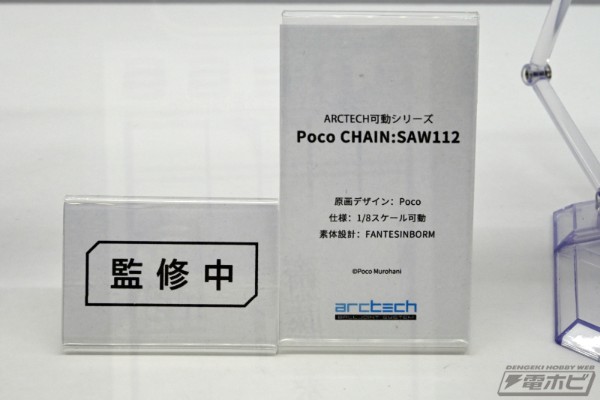 ARCTECH可動シリーズ
Poco CHAIN:SAW112
原画デザイン： Poco
仕様： 1/8スケール可動
素体設計： FANTESINBORM
©Poco Murohani
arctech
監修中
DENGEKI HOBBY WEB
電ホビ